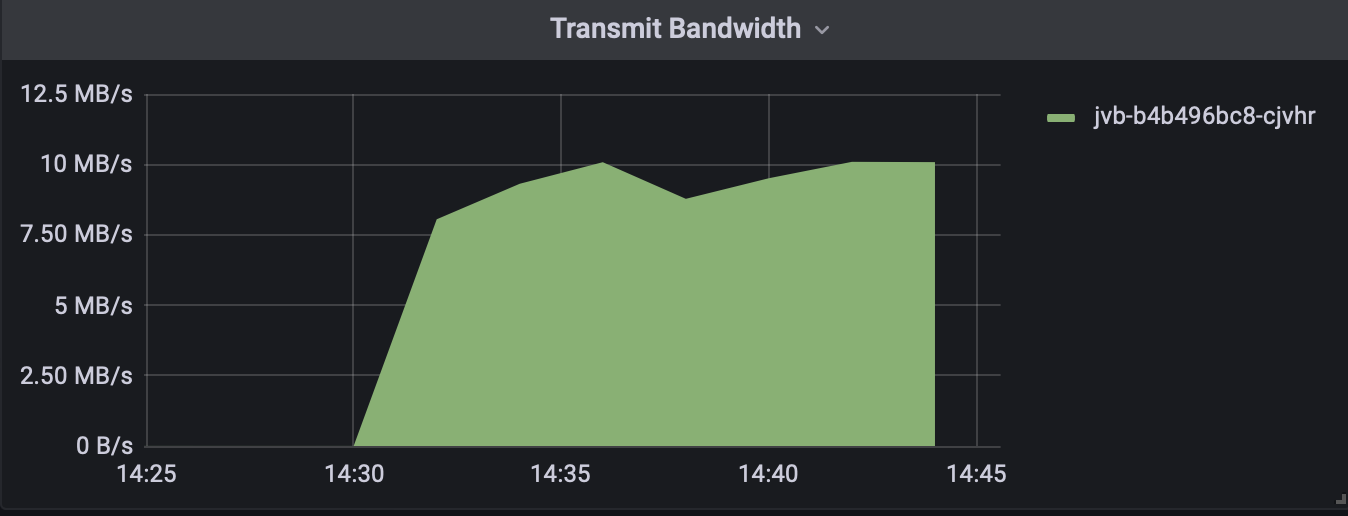 Transmit Bandwidth
12.5 MB/s
10 MB/s
7.50 MB/s
5 MB/s
2.50 MB/s
0 B/s
14:25 14:30 14:35 14:40 14:45
jvb-b4b496bc8-cjvhr